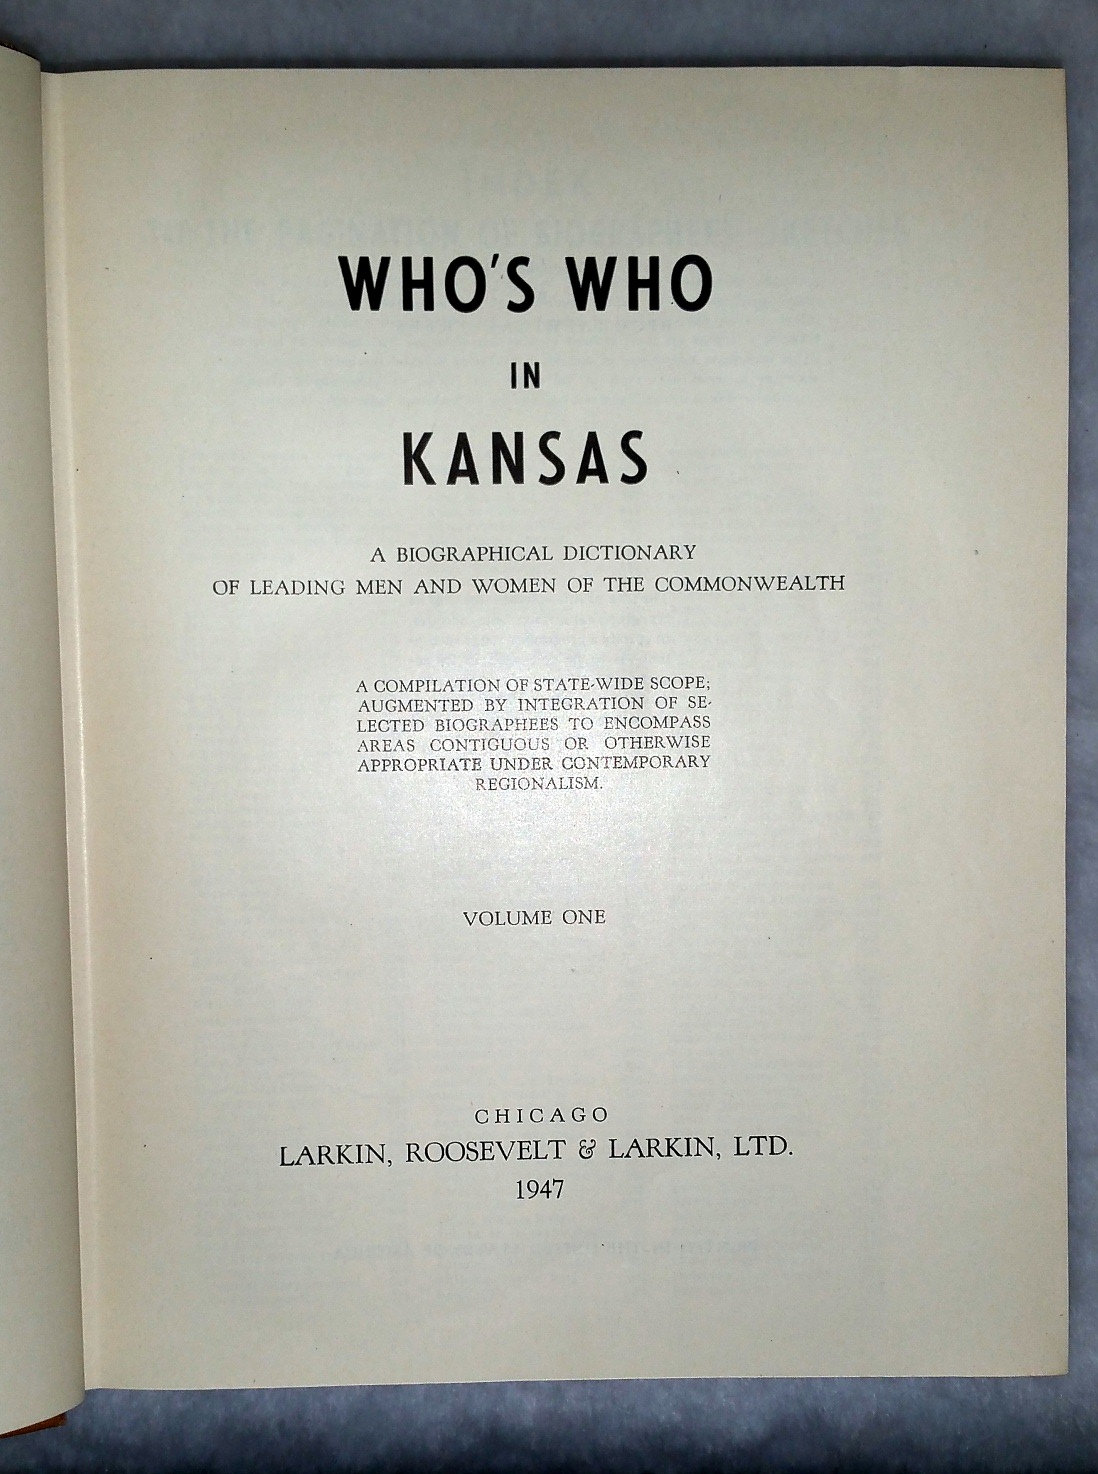 WHO'S WHO
IN
KANSAS
A BIOGRAPHICAL DICTIONARY
OF LEADING MEN AND WOMEN OF THE COMMONWEALTH
A COMPILATION OF STATE-WIDE SCOPE;
AUGMENTED BY INTEGRATION OF SE-
LECTED BIOGRAPHEES TO ENCOMPASS
AREAS CONTIGUOUS OR OTHERWISE
APPROPRIATE UNDER CONTEMPORARY
REGIONALISM.
VOLUME ONE
CHICAGO
LARKIN, ROOSEVELT & LARKIN, LTD.
1947